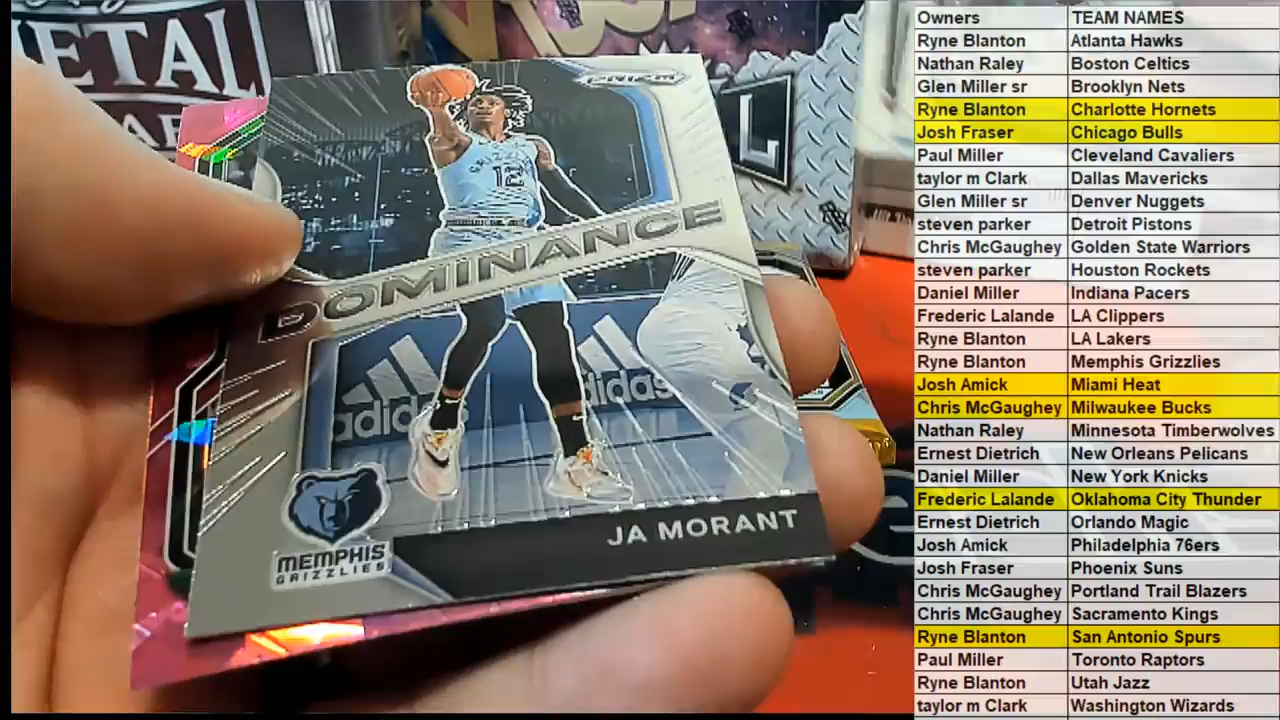 METAL
PRIZM
GRIZZLIES
12
DOMINANCE
adidas
adidas
JA MORANT
MEMPHIS
GRIZZLIES
L
Owners TEAM NAMES
Ryne Blanton Atlanta Hawks
Nathan Raley Boston Celtics
Glen Miller sr Brooklyn Nets
Ryne Blanton Charlotte Hornets
Josh Fraser Chicago Bulls
Paul Miller Cleveland Cavaliers
taylor m Clark Dallas Mavericks
Glen Miller sr Denver Nuggets
steven parker Detroit Pistons
Chris McGaughey Golden State Warriors
steven parker Houston Rockets
Daniel Miller Indiana Pacers
Frederic Lalande LA Clippers
Ryne Blanton LA Lakers
Ryne Blanton Memphis Grizzlies
Josh Amick Miami Heat
Chris McGaughey Milwaukee Bucks
Nathan Raley Minnesota Timberwolves
Ernest Dietrich New Orleans Pelicans
Daniel Miller New York Knicks
Frederic Lalande Oklahoma City Thunder
Ernest Dietrich Orlando Magic
Josh Amick Philadelphia 76ers
Josh Fraser Phoenix Suns
Chris McGaughey Portland Trail Blazers
Chris McGaughey Sacramento Kings
Ryne Blanton San Antonio Spurs
Paul Miller Toronto Raptors
Ryne Blanton Utah Jazz
taylor m Clark Washington Wizards